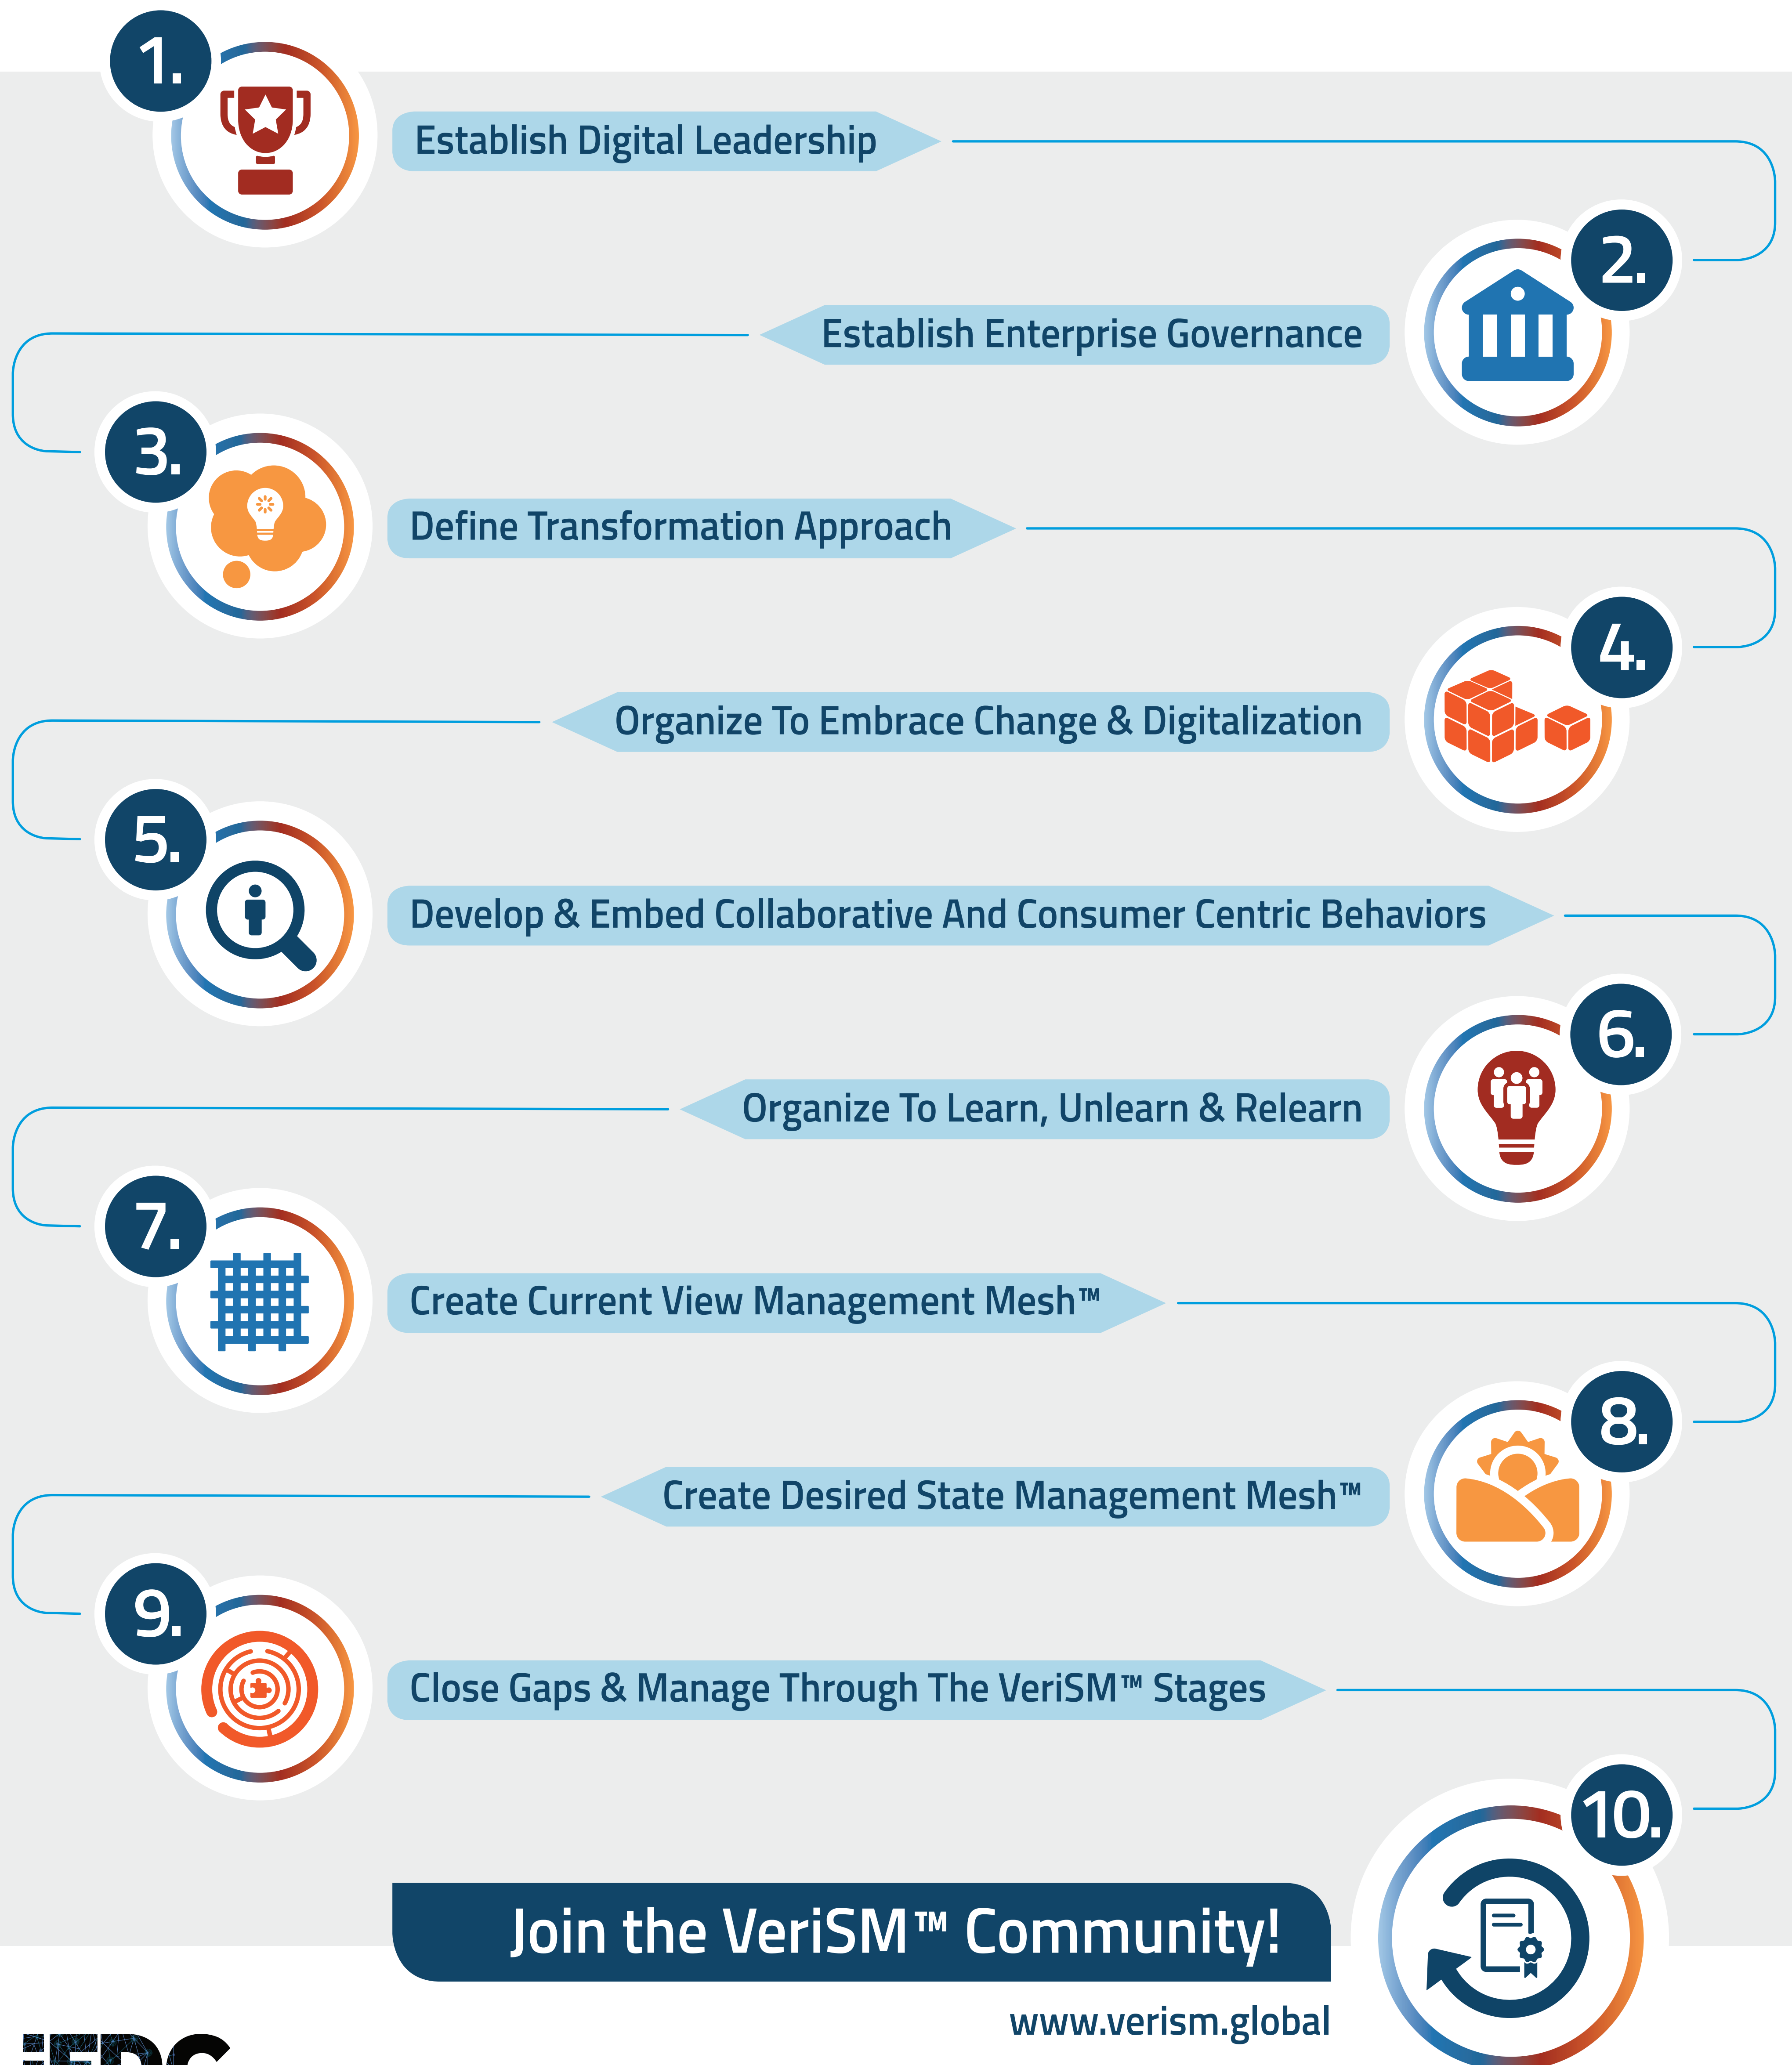 1.
Establish Digital Leadership
2.
Establish Enterprise Governance
3.
Define Transformation Approach
4.
Organize To Embrace Change & Digitalization
5.
Develop & Embed Collaborative And Consumer Centric Behaviors
6.
Organize To Learn, Unlearn & Relearn
7.
Create Current View Management Mesh™
8.
Create Desired State Management Mesh™
9.
Close Gaps & Manage Through The VeriSM™ Stages
10.
Join the VeriSM™ Community!
www.verism.global